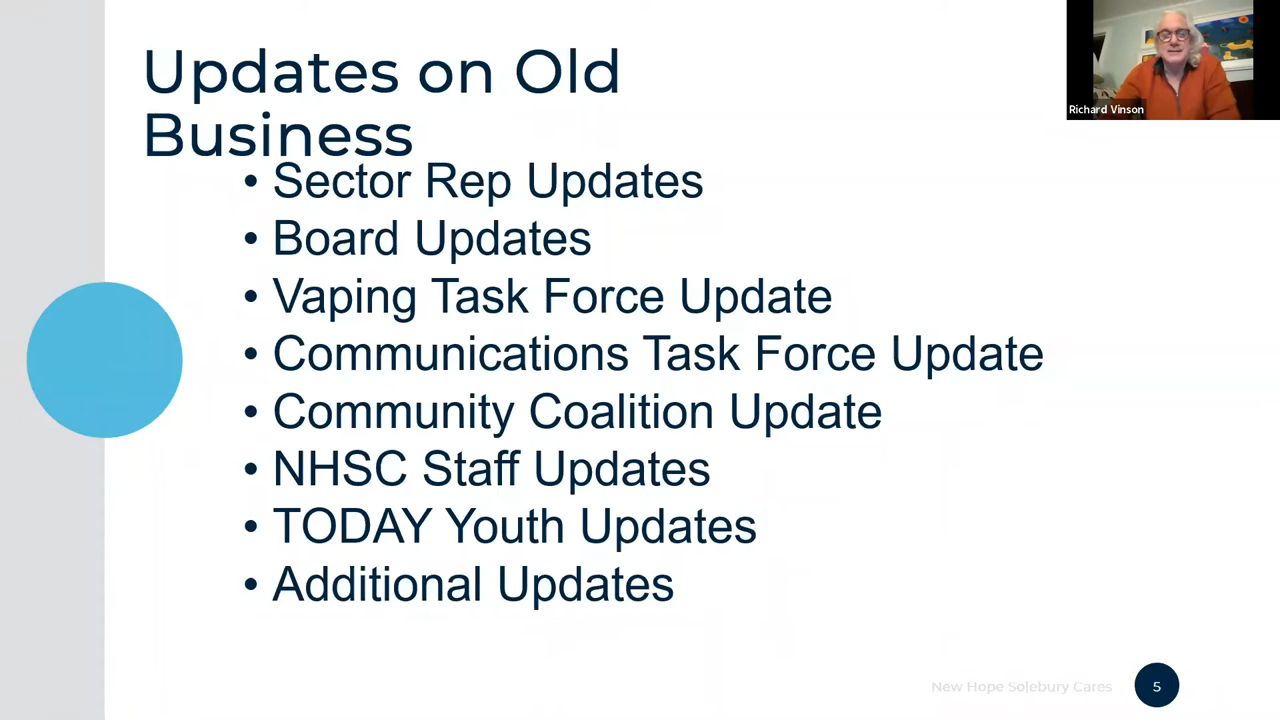 Updates on Old
Business
• Sector Rep Updates
• Board Updates
• Vaping Task Force Update
• Communications Task Force Update
• Community Coalition Update
• NHSC Staff Updates
• TODAY Youth Updates
• Additional Updates
Richard Vinson
New Hope Solebury Cares
5